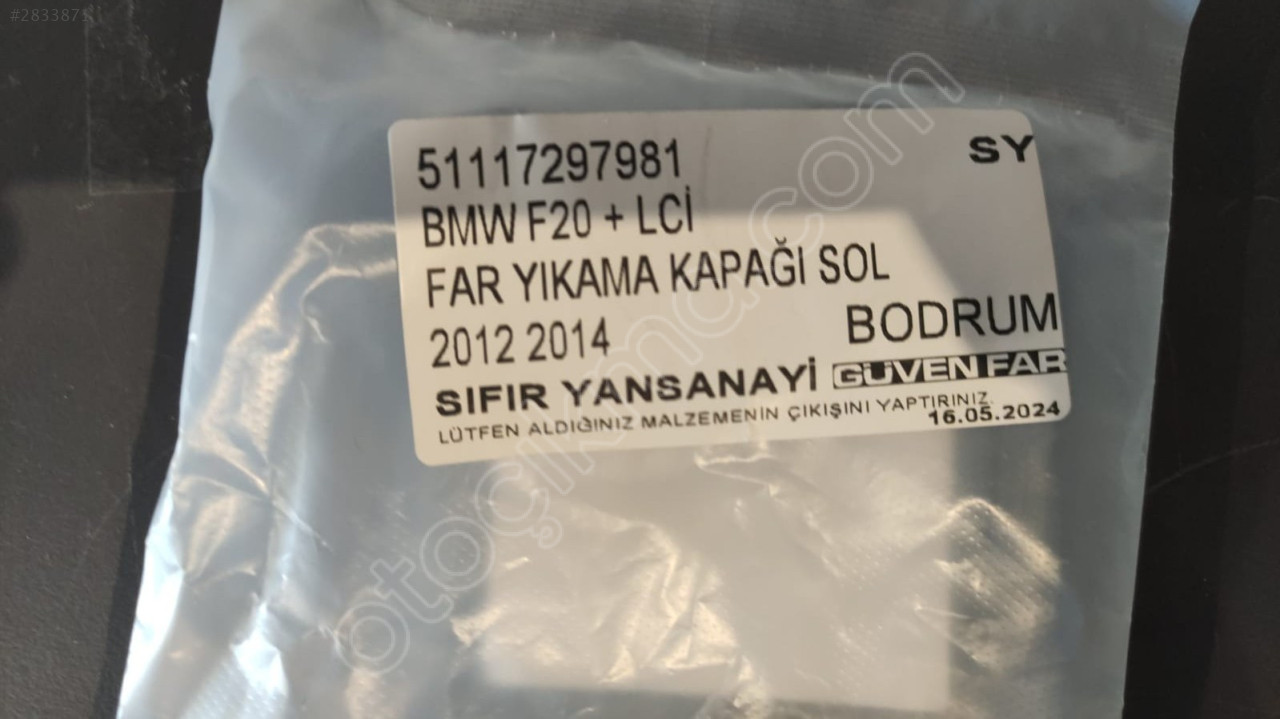 #2833871
51117297981 SY
BMW F20 + LCİ
FAR YIKAMA KAPAĞI SOL
2012 2014 BODRUM
SIFIR YANSANAYİ GÜVEN FAR
LÜTFEN ALDIĞINIZ MALZEMENİN ÇIKIŞINI YAPTIRINIZ.
16.05.2024
otoçıkma.com